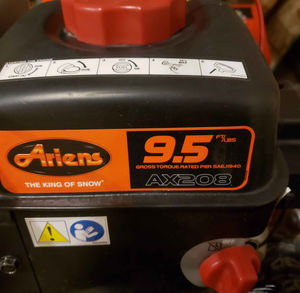 Ariens
THE KING OF SNOW®
9.5 FT/LBS
GROSS TORQUE RATED PER SAEJ1940
AX208